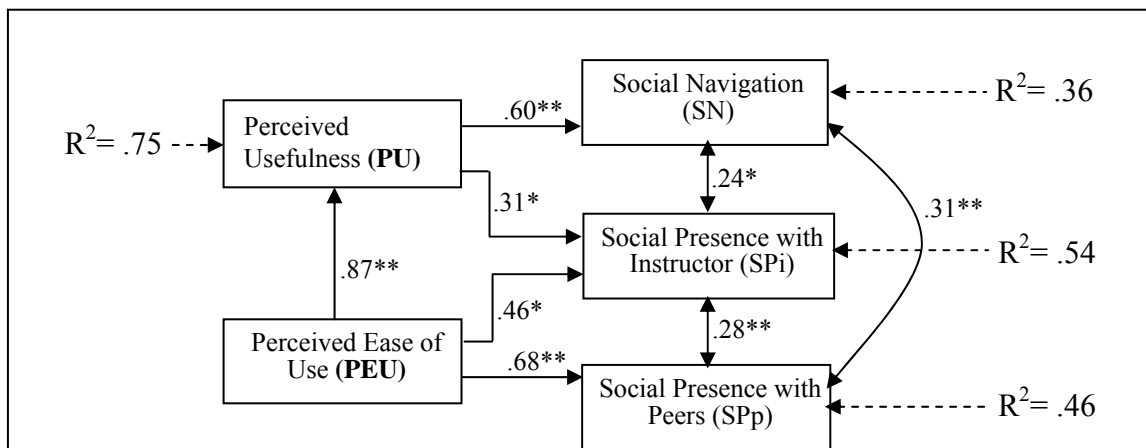 Social Navigation
(SN)
R²= .36
.60**
Perceived
Usefulness (PU)
R²= .75
.24*
.31*
.31**
Social Presence with
Instructor (SPi)
R²= .54
.87**
.46*
.28**
Perceived Ease of
Use (PEU)
.68**
Social Presence with
Peers (SPp)
R²= .46